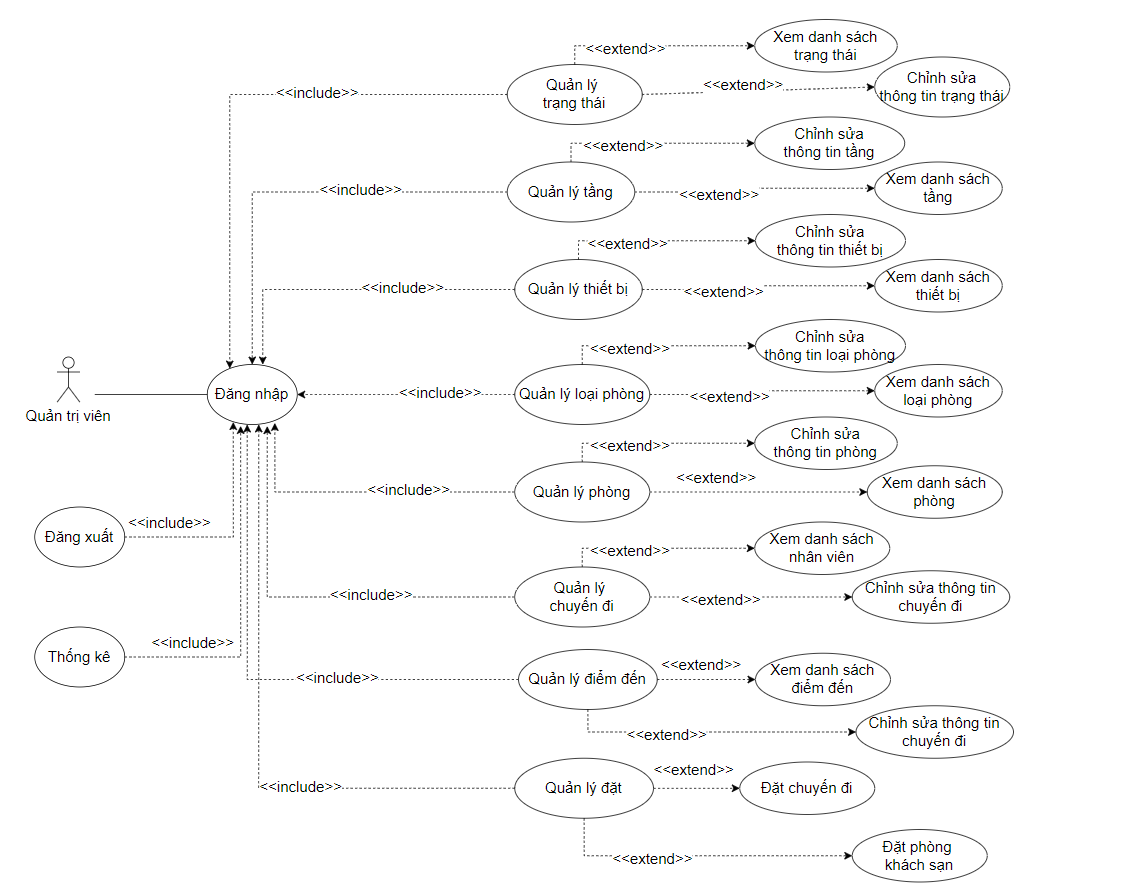 Xem danh sách
trạng thái
<<extend>>
Quản lý
trạng thái
<<extend>>
Chỉnh sửa
thông tin trạng thái
<<include>>
Chỉnh sửa
thông tin tầng
<<extend>>
Quản lý tầng
<<extend>>
Xem danh sách
tầng
<<include>>
Chỉnh sửa
thông tin thiết bị
<<extend>>
Quản lý thiết bị
<<extend>>
Xem danh sách
thiết bị
<<include>>
Chỉnh sửa
thông tin loại phòng
<<extend>>
Quản trị viên
Đăng nhập
<<include>>
Quản lý loại phòng
<<extend>>
Xem danh sách
loại phòng
Chỉnh sửa
thông tin phòng
<<extend>>
<<include>>
Quản lý phòng
<<extend>>
Xem danh sách
phòng
Đăng xuất
<<include>>
Xem danh sách
nhân viên
<<extend>>
<<include>>
Quản lý
chuyến đi
<<extend>>
Chỉnh sửa thông tin
chuyến đi
Thống kê
<<include>>
<<include>>
Quản lý điểm đến
<<extend>>
Xem danh sách
điểm đến
<<extend>>
Chỉnh sửa thông tin
chuyến đi
<<include>>
Quản lý đặt
<<extend>>
Đặt chuyến đi
<<extend>>
Đặt phòng
khách sạn